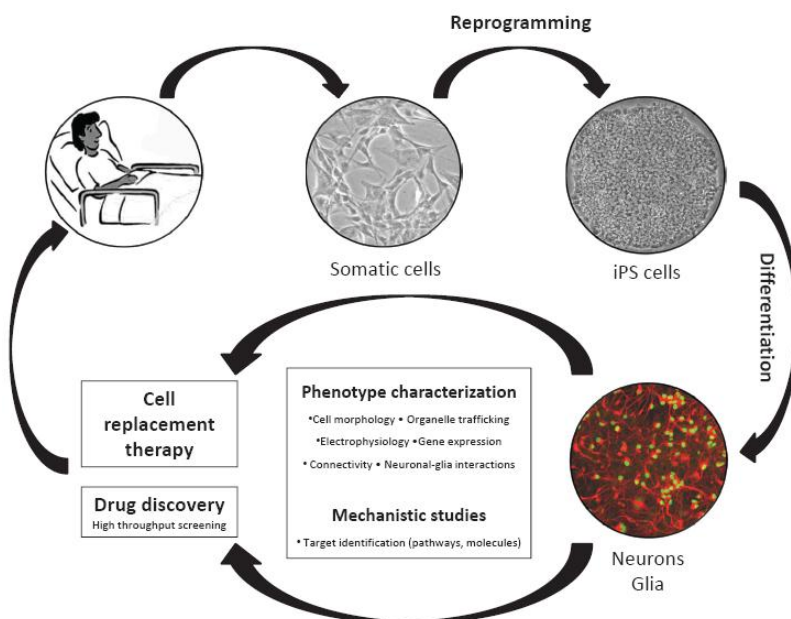 Reprogramming
Somatic cells
iPS cells
Differentiation
Cell
replacement
therapy
Drug discovery
High throughput screening
Phenotype characterization
•Cell morphology • Organelle trafficking
•Electrophysiology •Gene expression
• Connectivity • Neuronal-glia interactions
Mechanistic studies
• Target identification (pathways, molecules)
Neurons
Glia